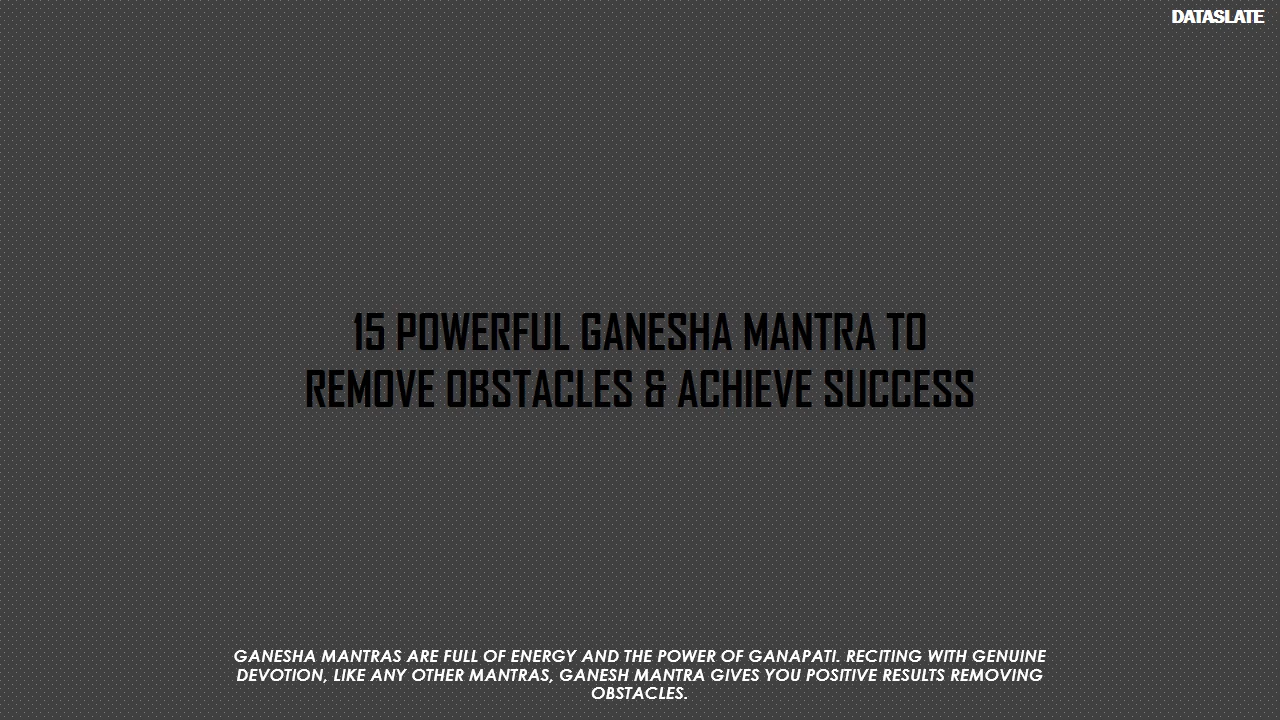 DATASLATE
15 POWERFUL GANESHA MANTRA TO
REMOVE OBSTACLES & ACHIEVE SUCCESS
GANESHA MANTRAS ARE FULL OF ENERGY AND THE POWER OF GANAPATI. RECITING WITH GENUINE
DEVOTION, LIKE ANY OTHER MANTRAS, GANESH MANTRA GIVES YOU POSITIVE RESULTS REMOVING
OBSTACLES.